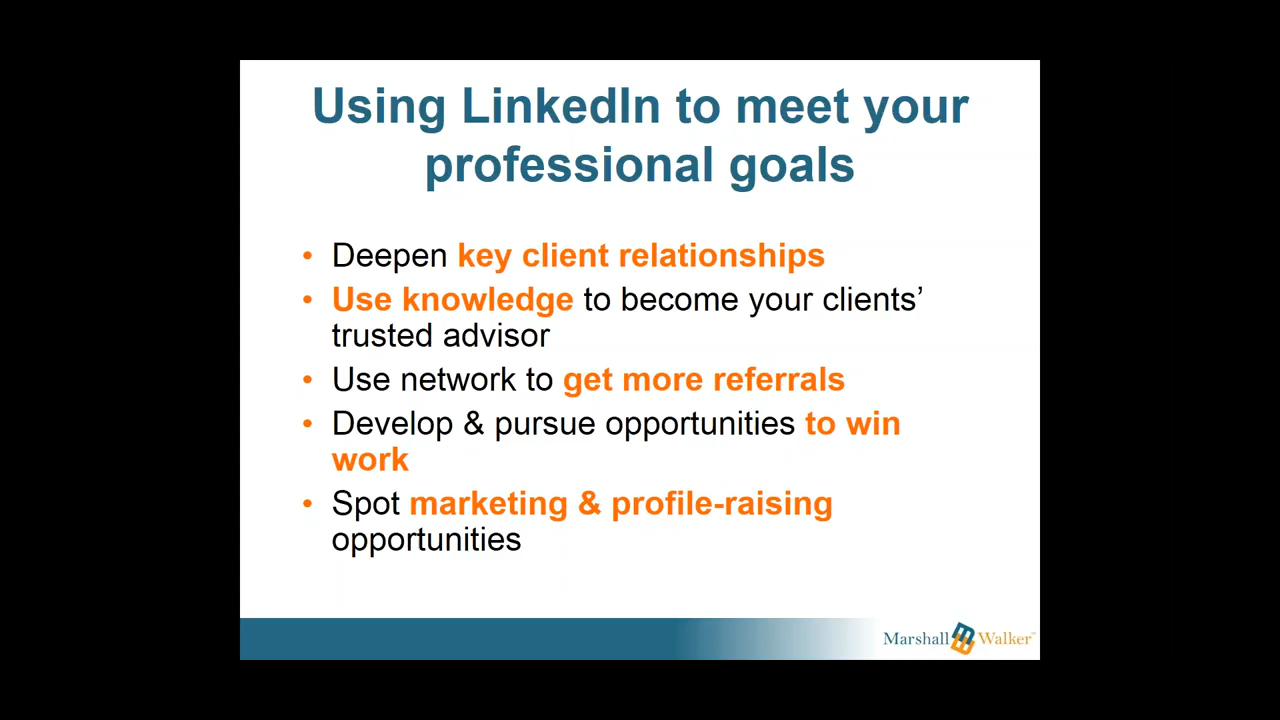 Using LinkedIn to meet your
professional goals
• Deepen key client relationships
• Use knowledge to become your clients’
trusted advisor
• Use network to get more referrals
• Develop & pursue opportunities to win
work
• Spot marketing & profile-raising
opportunities
Marshall Walker™